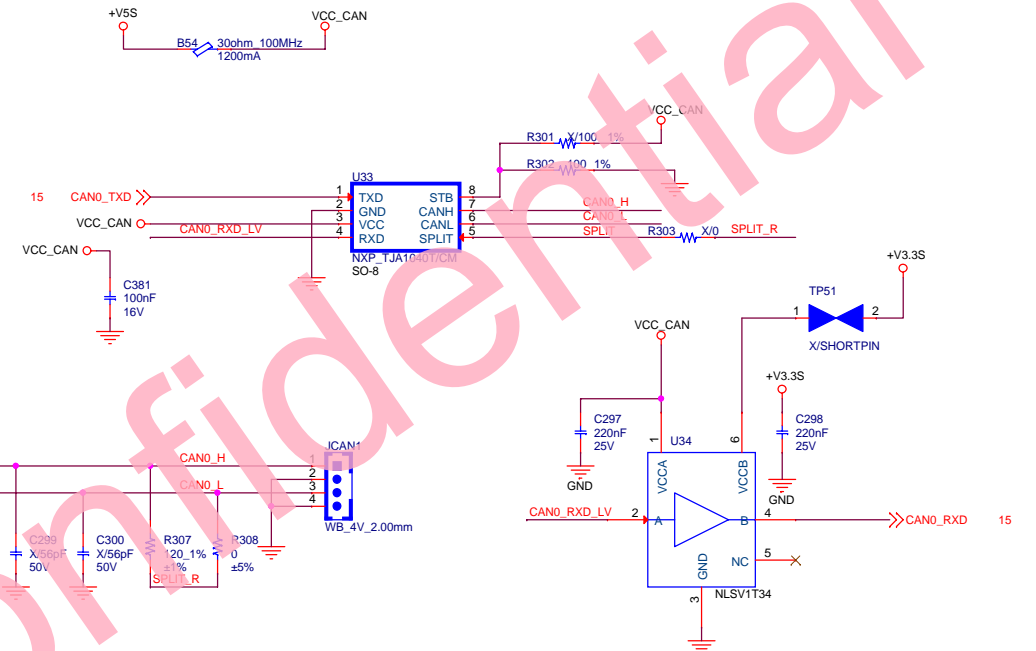 +V5S
VCC_CAN
B54 30ohm_100MHz
1200mA
VCC_CAN
R301 X/100_1%
R302 100_1%
U33
15 CAN0_TXD
1 TXD STB 8
2 GND CANH 7 CAN0_H
3 VCC CANL 6 CAN0_L
4 RXD SPLIT 5 SPLIT
VCC_CAN
CAN0_RXD_LV
R303 X/0 SPLIT_R
NXP_TJA1040T/CM
SO-8
VCC_CAN
C381
100nF
16V
+V3.3S
TP51
1 2
X/SHORTPIN
VCC_CAN
+V3.3S
C297
220nF
25V
GND
C298
220nF
25V
GND
U34
1 6
VCCA VCCB
CAN0_RXD_LV 2 A B 4 CAN0_RXD 15
NC 5
GND
3
NLSV1T34
JCAN1
CAN0_H 1
2
CAN0_L 3
4
WB_4V_2.00mm
C299
X/56pF
50V
C300
X/56pF
50V
R307
120_1%
±1%
R308
0
±5%
SPLIT_R
onfidential